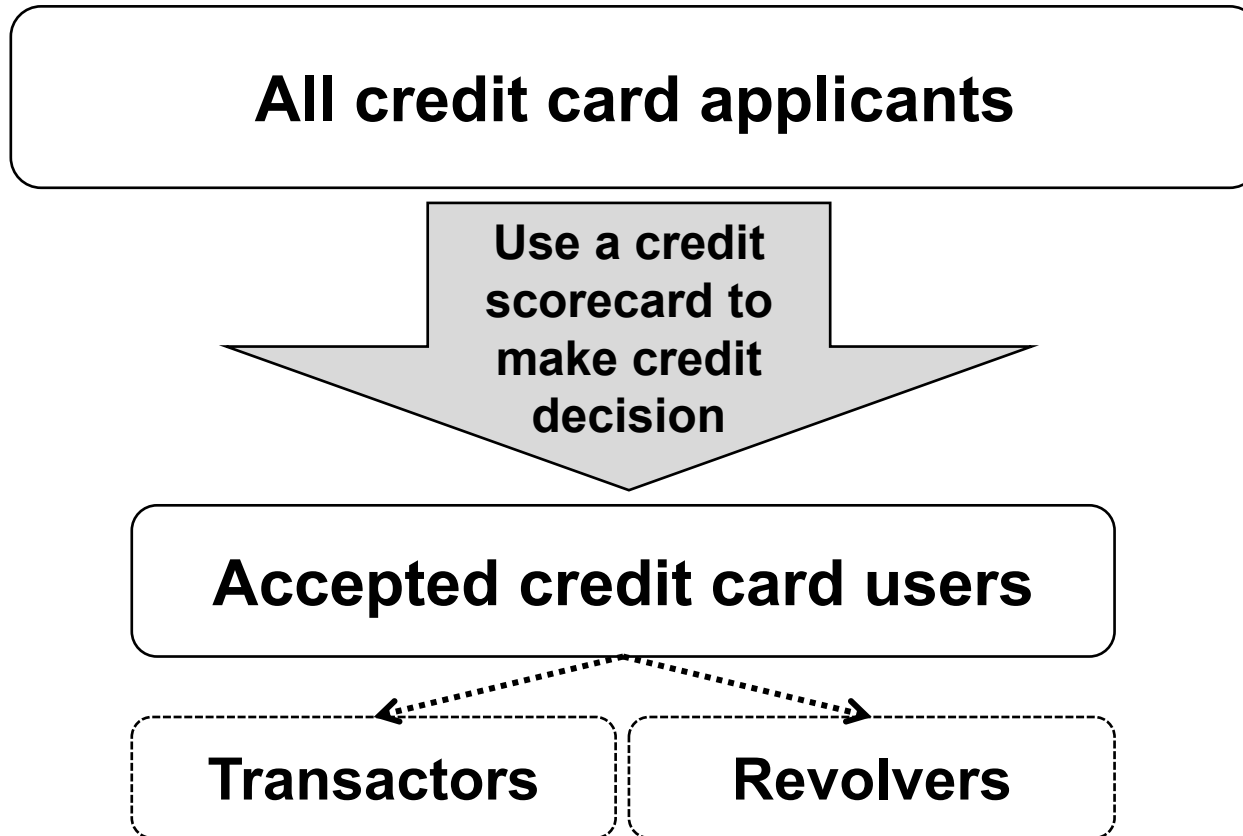 All credit card applicants
Use a credit
scorecard to
make credit
decision
Accepted credit card users
Transactors
Revolvers